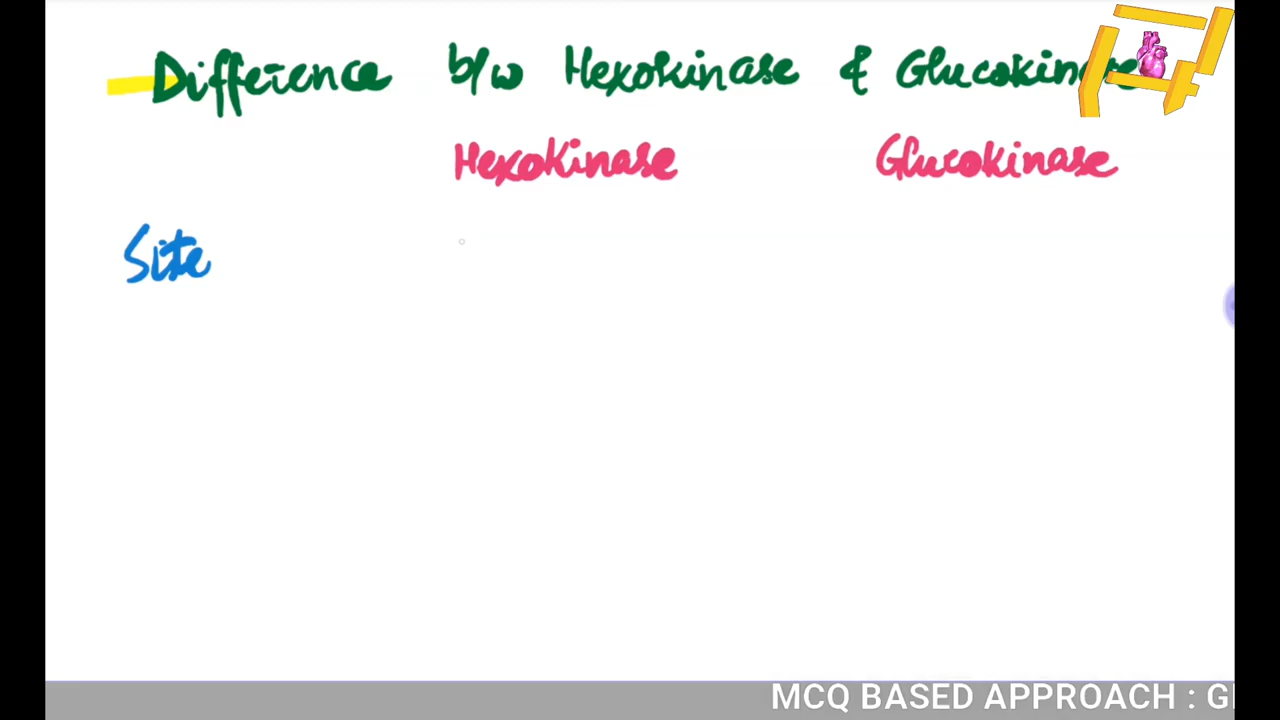 Difference b/w Hexokinase & Glucokinase
Hexokinase Glucokinase
Site
MCQ BASED APPROACH :